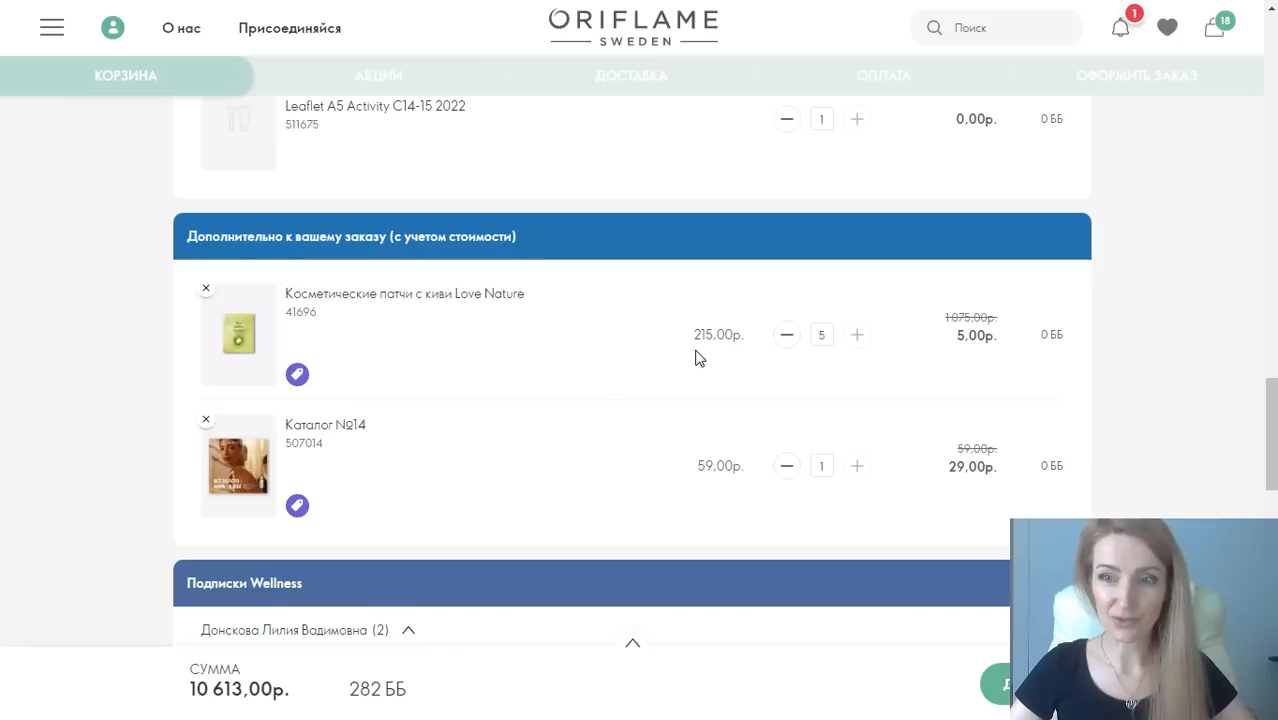 О нас
Присоединяйся
ORIFLAME
SWEDEN
Поиск
1
18
КОРЗИНА
АКЦИИ
ДОСТАВКА
ОПЛАТА
ОФОРМИТЬ ЗАКАЗ
Leaflet A5 Activity C14-15 2022
511675
1
0,00р.
0 ББ
Дополнительно к вашему заказу (с учетом стоимости)
Косметические патчи с киви Love Nature
41696
215,00р.
5
1 075,00р.
5,00р.
0 ББ
Каталог №14
507014
59,00р.
1
59,00р.
29,00р.
0 ББ
Подписки Wellness
Донскова Лилия Вадимовна (2)
СУММА
10 613,00р.
282 ББ